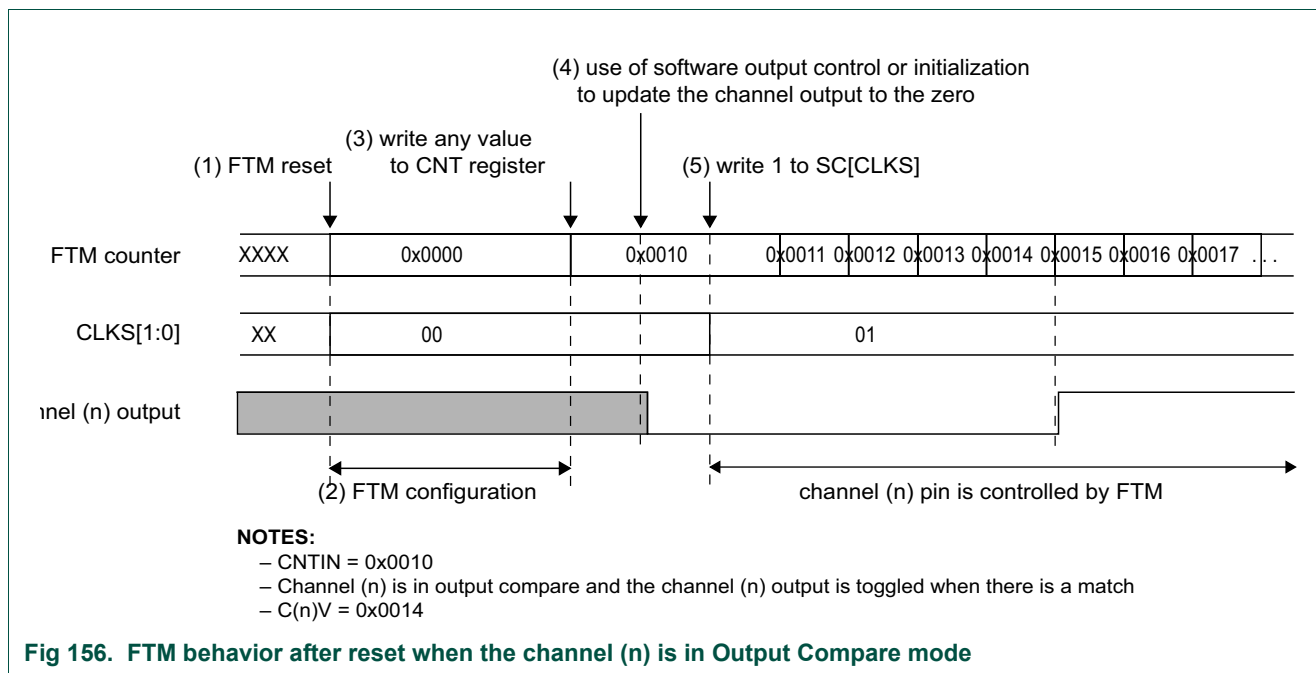 (4) use of software output control or initialization
to update the channel output to the zero
(3) write any value
to CNT register
(1) FTM reset
(5) write 1 to SC[CLKS]
FTM counter XXXX 0x0000 0x0010 0x0011 0x0012 0x0013 0x0014 0x0015 0x0016 0x0017 ...
CLKS[1:0] XX 00 01
(n) output
(2) FTM configuration
channel (n) pin is controlled by FTM
NOTES:
– CNTIN = 0x0010
– Channel (n) is in output compare and the channel (n) output is toggled when there is a match
– C(n)V = 0x0014
Fig 156. FTM behavior after reset when the channel (n) is in Output Compare mode